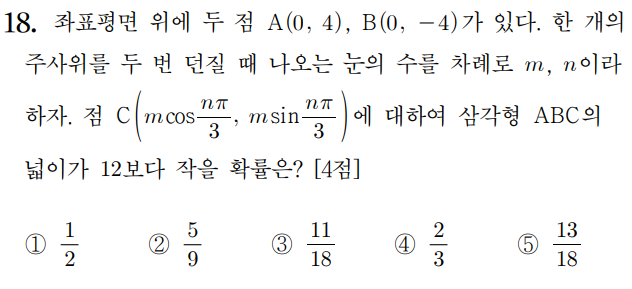 18. 좌표평면 위에 두 점 A(0, 4), B(0, −4)가 있다. 한 개의
주사위를 두 번 던질 때 나오는 눈의 수를 차례로 m, n이라
하자. 점 C(m cos nπ/3, m sin nπ/3)에 대하여 삼각형 ABC의
넓이가 12보다 작을 확률은? [4점]
① 1/2 ② 5/9 ③ 11/18 ④ 2/3 ⑤ 13/18